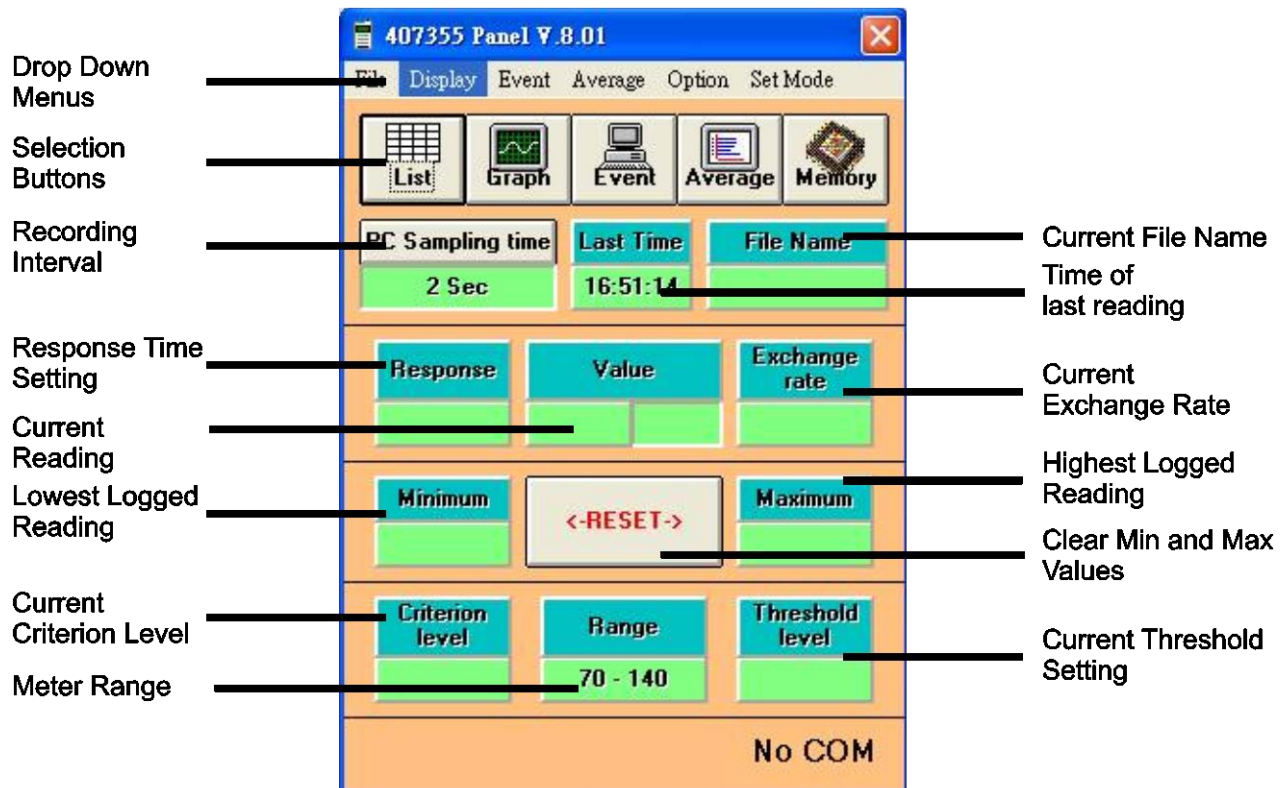 407355 Panel V.8.01
Drop Down
Menus
File Display Event Average Option Set Mode
Selection
Buttons
List Graph Event Average Memory
Recording
Interval
PC Sampling time Last Time File Name
Current File Name
2 Sec 16:51:14
Time of
last reading
Response Time
Setting
Response Value Exchange
rate
Current
Exchange Rate
Current
Reading
Lowest Logged
Reading
Minimum <-RESET-> Maximum
Highest Logged
Reading
Clear Min and Max
Values
Current
Criterion Level
Criterion
level
Range
Threshold
level
Current Threshold
Setting
Meter Range
70 - 140
No COM